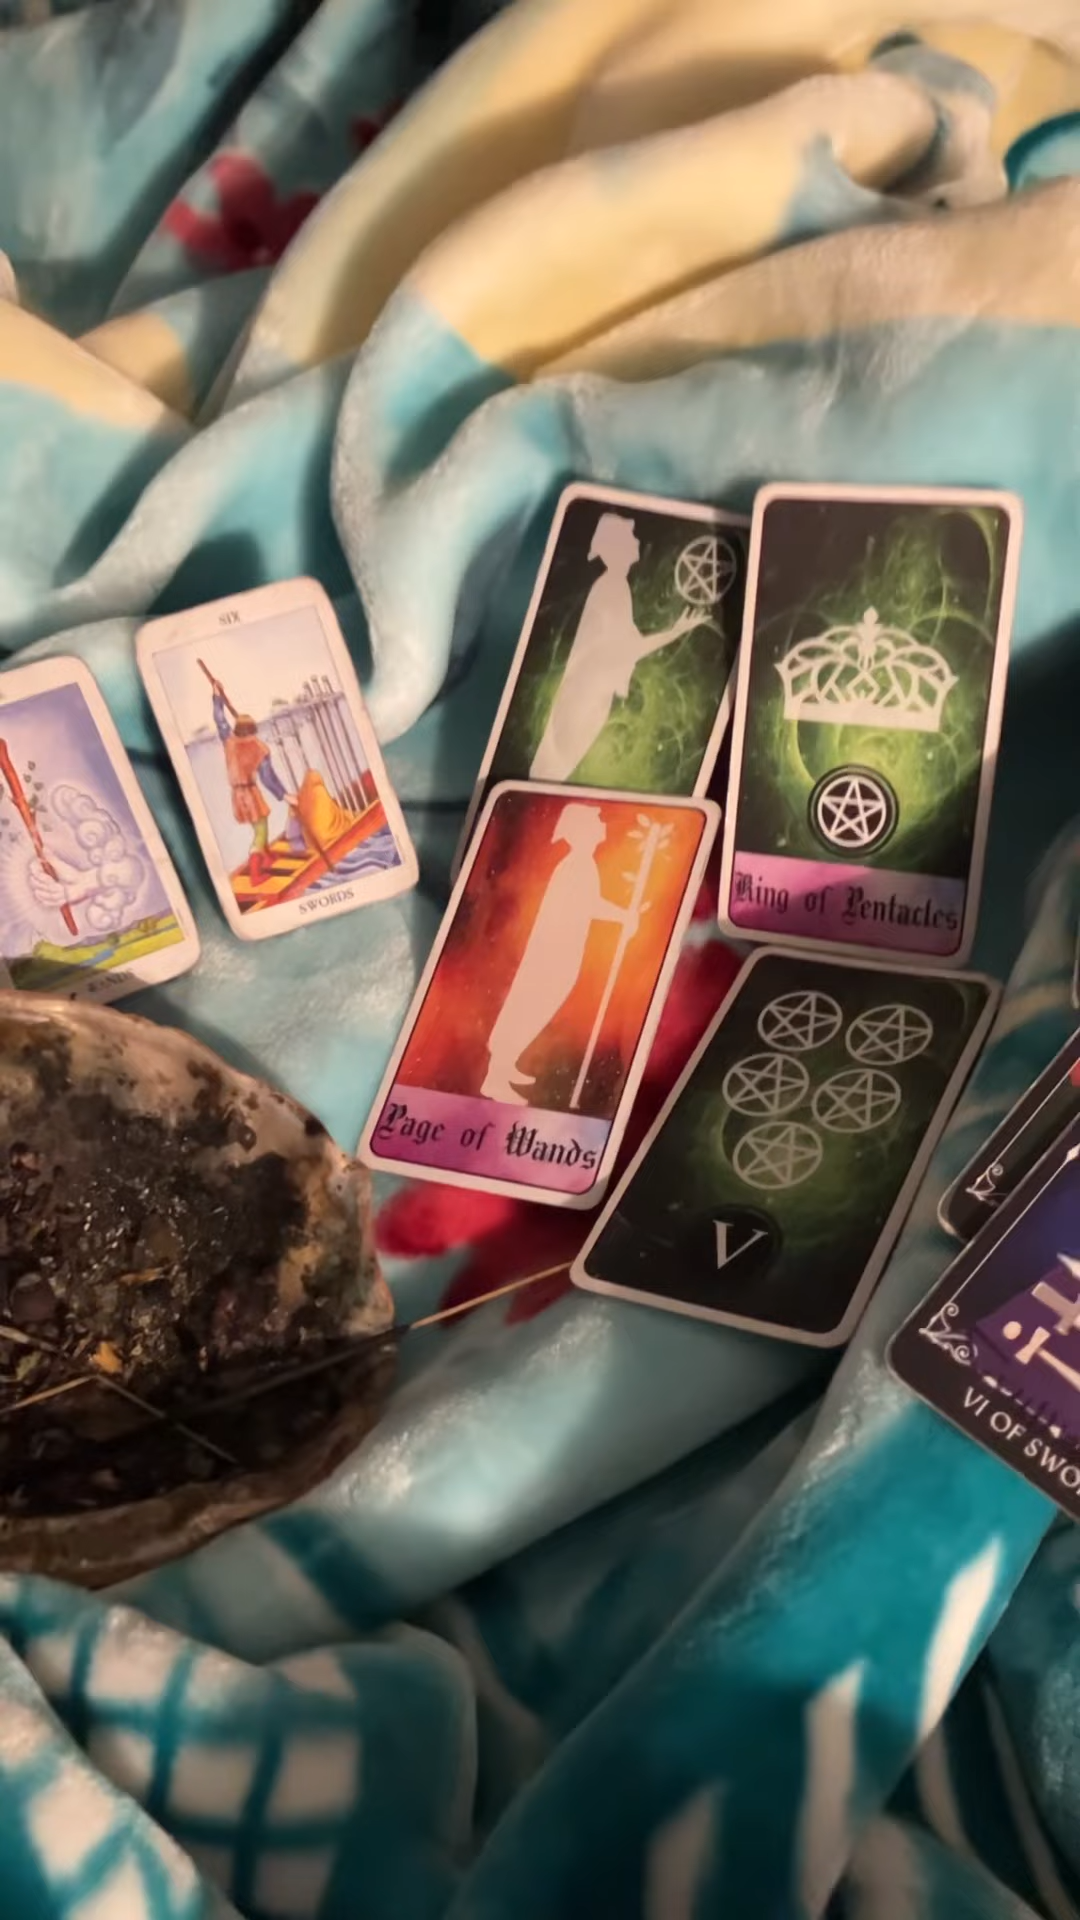 SIX
SWORDS
King of Pentacles
Page of Wands
V
VI OF SWO